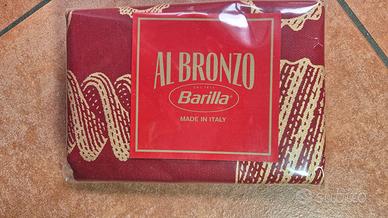 AL BRONZO
Barilla
MADE IN ITALY
subito